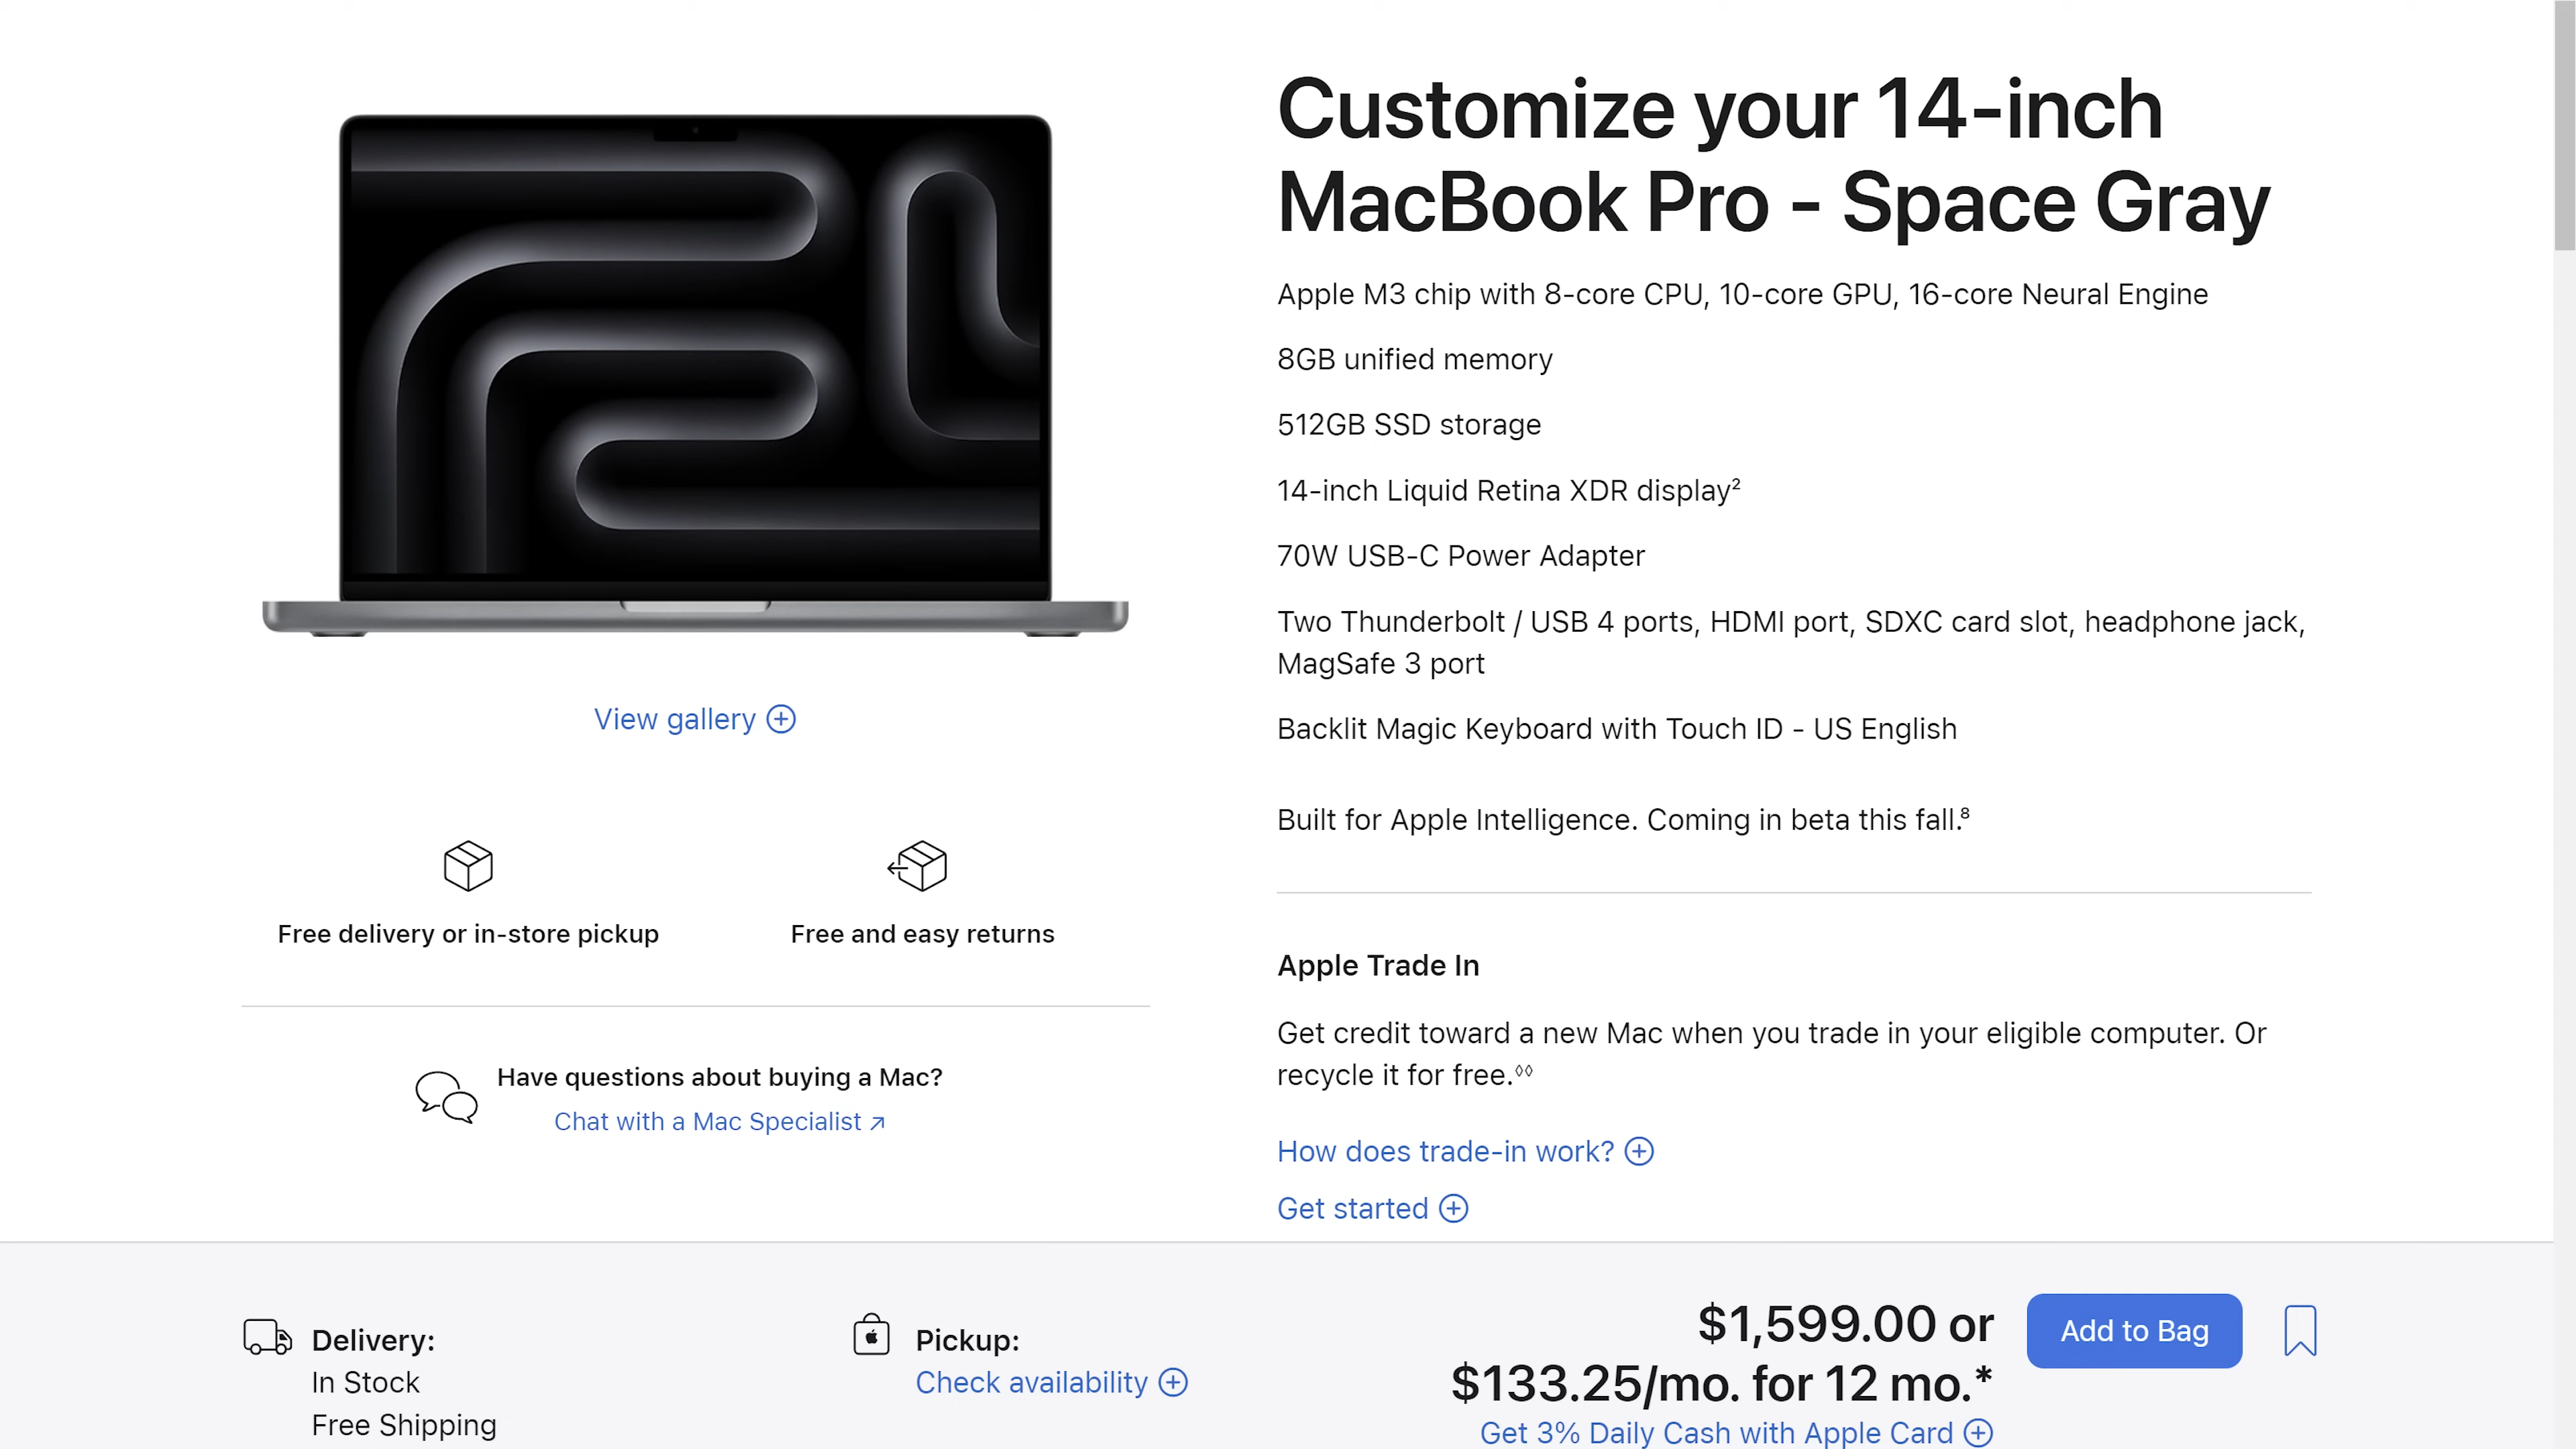 Customize your 14-inch
MacBook Pro - Space Gray
Apple M3 chip with 8-core CPU, 10-core GPU, 16-core Neural Engine
8GB unified memory
512GB SSD storage
14-inch Liquid Retina XDR display²
70W USB-C Power Adapter
Two Thunderbolt / USB 4 ports, HDMI port, SDXC card slot, headphone jack,
MagSafe 3 port
Backlit Magic Keyboard with Touch ID - US English
Built for Apple Intelligence. Coming in beta this fall.⁸
View gallery
Free delivery or in-store pickup
Free and easy returns
Have questions about buying a Mac?
Chat with a Mac Specialist ↗
Apple Trade In
Get credit toward a new Mac when you trade in your eligible computer. Or
recycle it for free.◊◊
How does trade-in work?
Get started
Delivery:
In Stock
Free Shipping
Pickup:
Check availability
$1,599.00 or
$133.25/mo. for 12 mo.*
Get 3% Daily Cash with Apple Card
Add to Bag